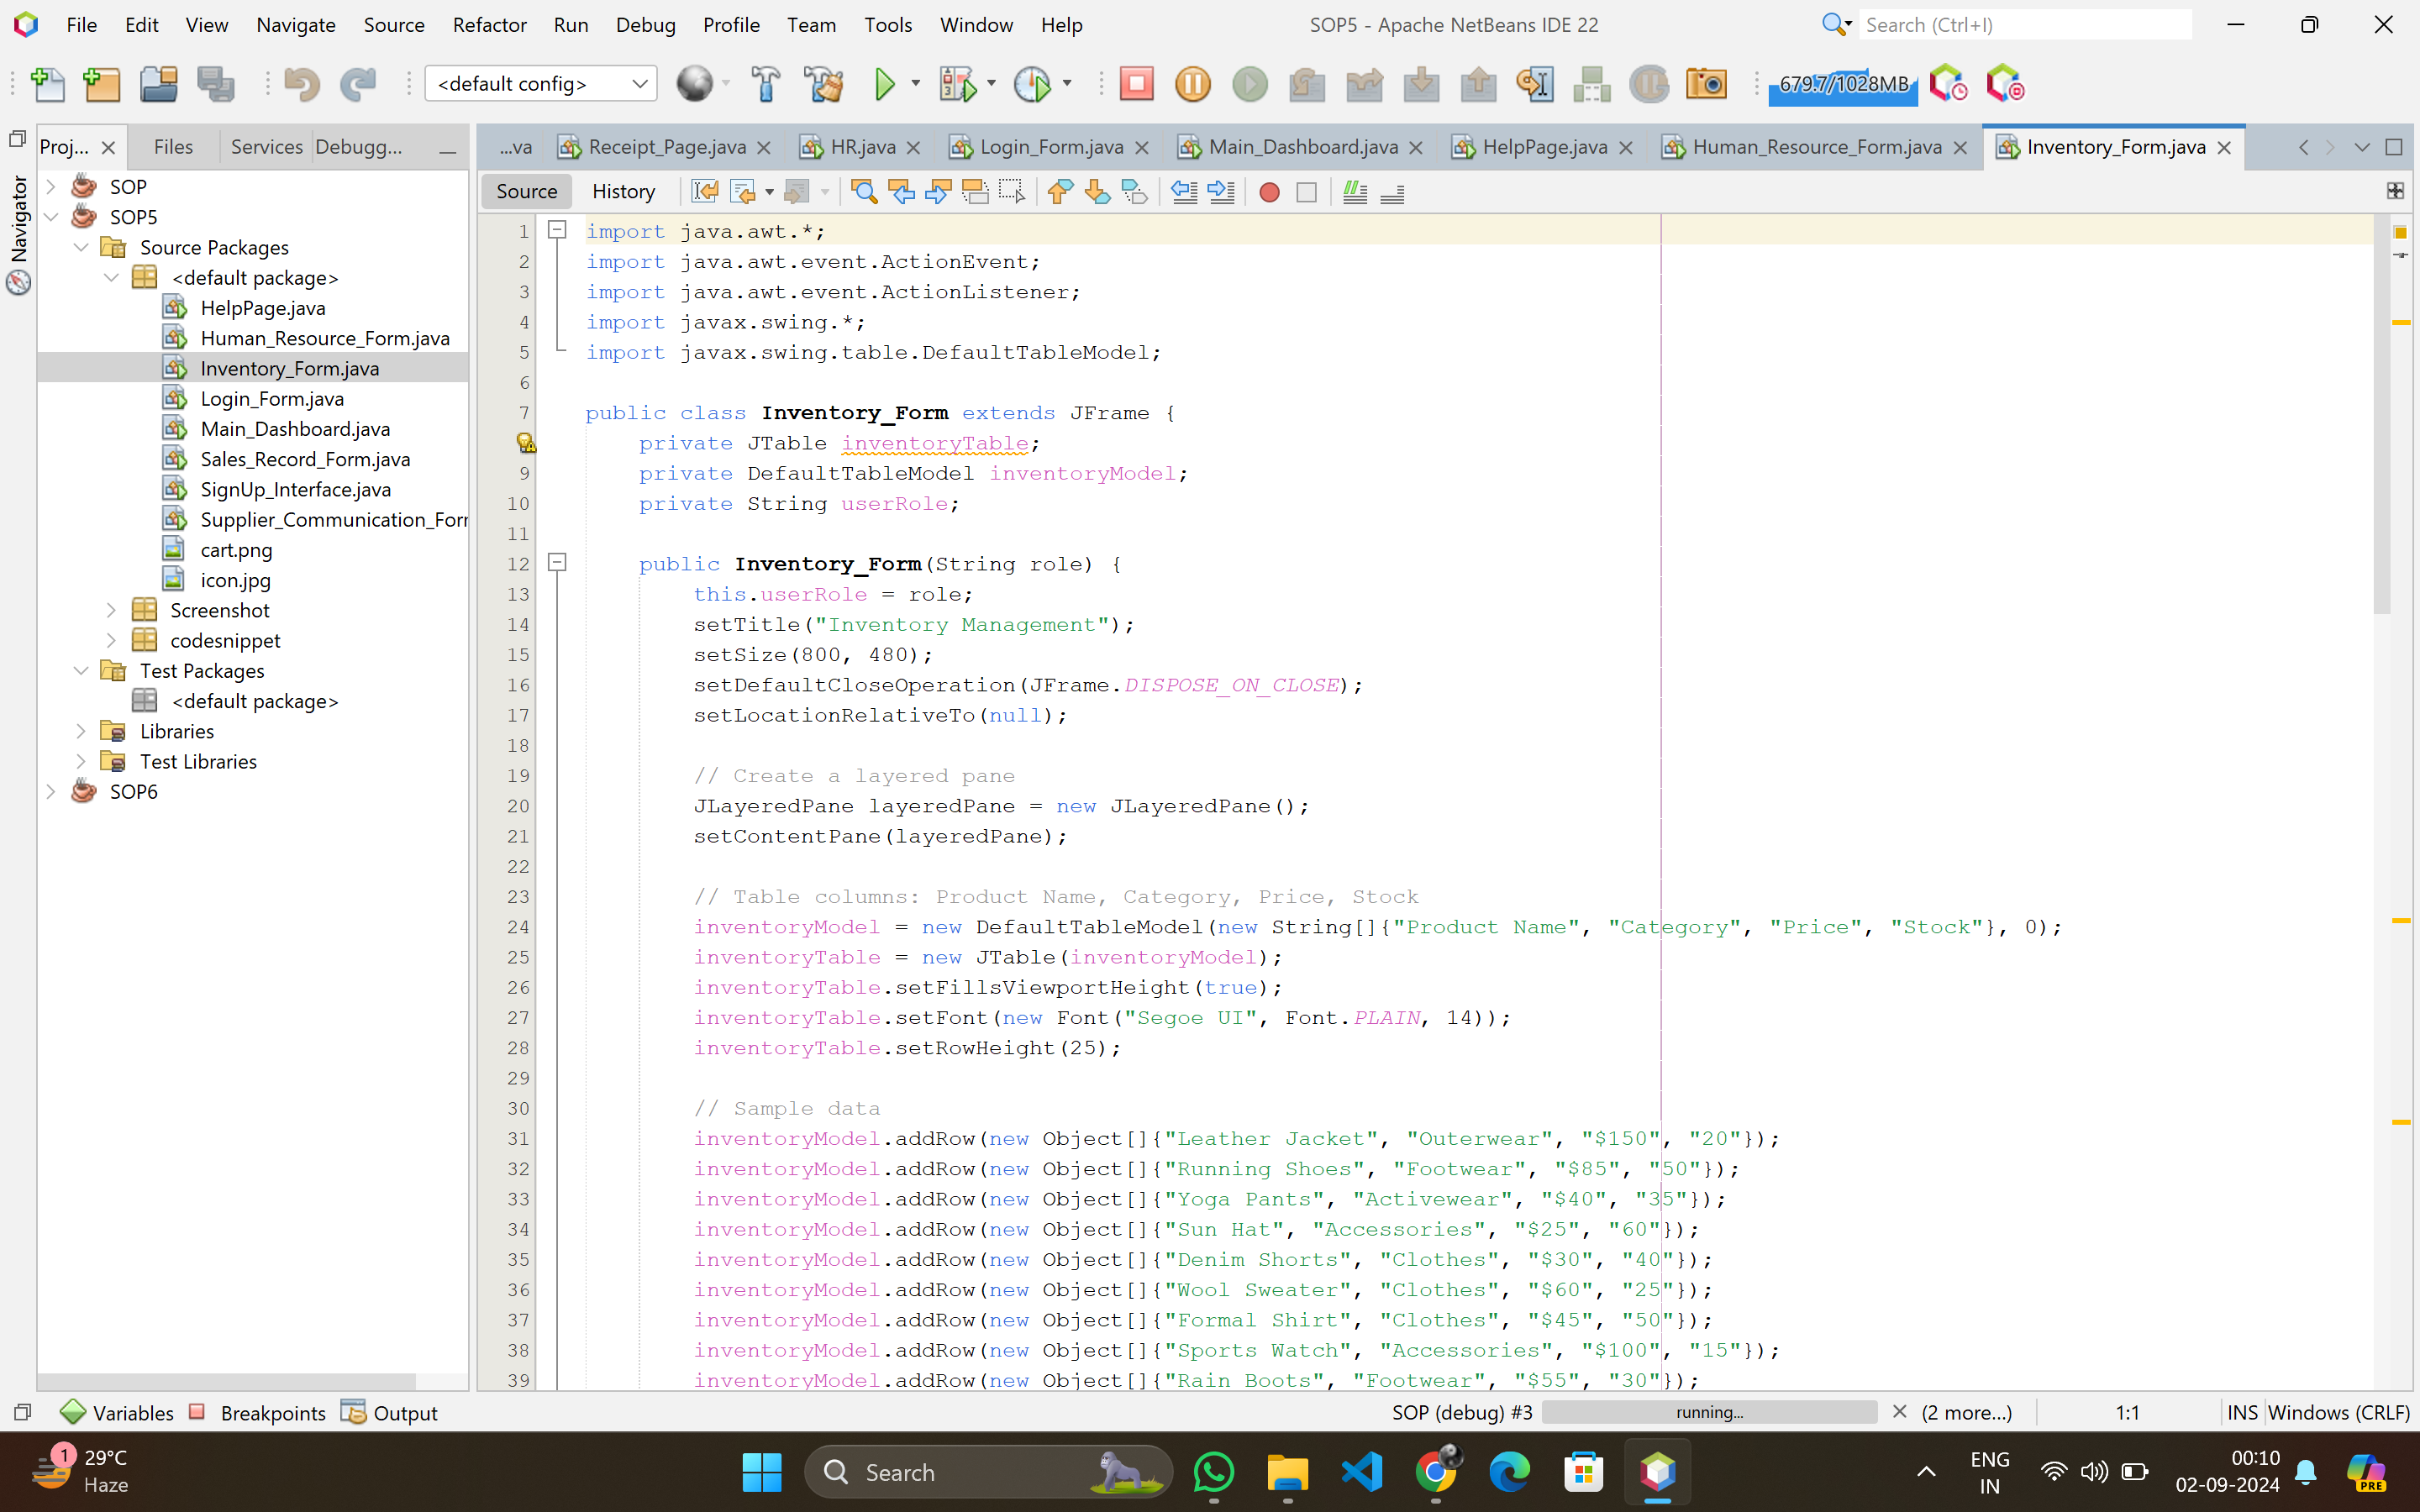 File Edit View Navigate Source Refactor Run Debug Profile Team Tools Window Help SOP5 - Apache NetBeans IDE 22 Search (Ctrl+I)
<default config> 679.7/1028MB
Proj... Files Services Debugg...
...va Receipt_Page.java HR.java Login_Form.java Main_Dashboard.java HelpPage.java Human_Resource_Form.java Inventory_Form.java
Source History
Navigator
SOP
SOP5
Source Packages
<default package>
HelpPage.java
Human_Resource_Form.java
Inventory_Form.java
Login_Form.java
Main_Dashboard.java
Sales_Record_Form.java
SignUp_Interface.java
Supplier_Communication_Forr
cart.png
icon.jpg
Screenshot
codesnippet
Test Packages
<default package>
Libraries
Test Libraries
SOP6
1 import java.awt.*;
2 import java.awt.event.ActionEvent;
3 import java.awt.event.ActionListener;
4 import javax.swing.*;
5 import javax.swing.table.DefaultTableModel;
6
7 public class Inventory_Form extends JFrame {
private JTable inventoryTable;
9 private DefaultTableModel inventoryModel;
10 private String userRole;
11
12 public Inventory_Form(String role) {
13 this.userRole = role;
14 setTitle("Inventory Management");
15 setSize(800, 480);
16 setDefaultCloseOperation(JFrame.DISPOSE_ON_CLOSE);
17 setLocationRelativeTo(null);
18
19 // Create a layered pane
20 JLayeredPane layeredPane = new JLayeredPane();
21 setContentPane(layeredPane);
22
23 // Table columns: Product Name, Category, Price, Stock
24 inventoryModel = new DefaultTableModel(new String[]{"Product Name", "Category", "Price", "Stock"}, 0);
25 inventoryTable = new JTable(inventoryModel);
26 inventoryTable.setFillsViewportHeight(true);
27 inventoryTable.setFont(new Font("Segoe UI", Font.PLAIN, 14));
28 inventoryTable.setRowHeight(25);
29
30 // Sample data
31 inventoryModel.addRow(new Object[]{"Leather Jacket", "Outerwear", "$150", "20"});
32 inventoryModel.addRow(new Object[]{"Running Shoes", "Footwear", "$85", "50"});
33 inventoryModel.addRow(new Object[]{"Yoga Pants", "Activewear", "$40", "35"});
34 inventoryModel.addRow(new Object[]{"Sun Hat", "Accessories", "$25", "60"});
35 inventoryModel.addRow(new Object[]{"Denim Shorts", "Clothes", "$30", "40"});
36 inventoryModel.addRow(new Object[]{"Wool Sweater", "Clothes", "$60", "25"});
37 inventoryModel.addRow(new Object[]{"Formal Shirt", "Clothes", "$45", "50"});
38 inventoryModel.addRow(new Object[]{"Sports Watch", "Accessories", "$100", "15"});
39 inventoryModel.addRow(new Object[]{"Rain Boots", "Footwear", "$55", "30"});
Variables Breakpoints Output SOP (debug) #3 running... (2 more...) 1:1 INS Windows (CRLF)
1 29°C
Haze
Search
ENG
IN
00:10
02-09-2024
PRE